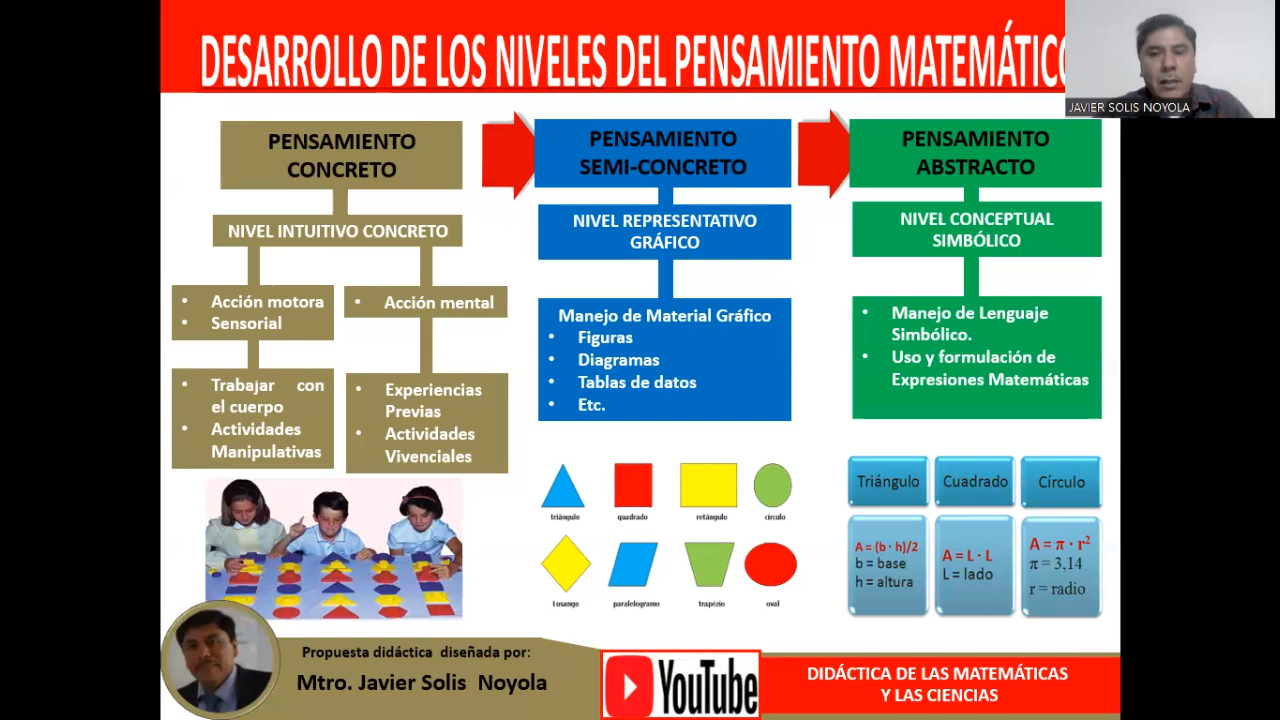 DESARROLLO DE LOS NIVELES DEL PENSAMIENTO MATEMÁTICO
JAVIER SOLIS NOYOLA
PENSAMIENTO
CONCRETO
NIVEL INTUITIVO CONCRETO
• Acción motora
• Sensorial
• Acción mental
• Trabajar con
el cuerpo
• Actividades
Manipulativas
• Experiencias
Previas
• Actividades
Vivenciales
PENSAMIENTO
SEMI-CONCRETO
NIVEL REPRESENTATIVO
GRÁFICO
Manejo de Material Gráfico
• Figuras
• Diagramas
• Tablas de datos
• Etc.
triángulo quadrado retángulo círculo
Losango paralelogramo trapézio oval
PENSAMIENTO
ABSTRACTO
NIVEL CONCEPTUAL
SIMBÓLICO
• Manejo de Lenguaje
Simbólico.
• Uso y formulación de
Expresiones Matemáticas
Triángulo Cuadrado Círculo
A = (b · h)/2
b = base
h = altura
A = L · L
L = lado
A = π · r²
π = 3,14
r = radio
Propuesta didáctica diseñada por:
Mtro. Javier Solis Noyola
YouTube
DIDÁCTICA DE LAS MATEMÁTICAS
Y LAS CIENCIAS